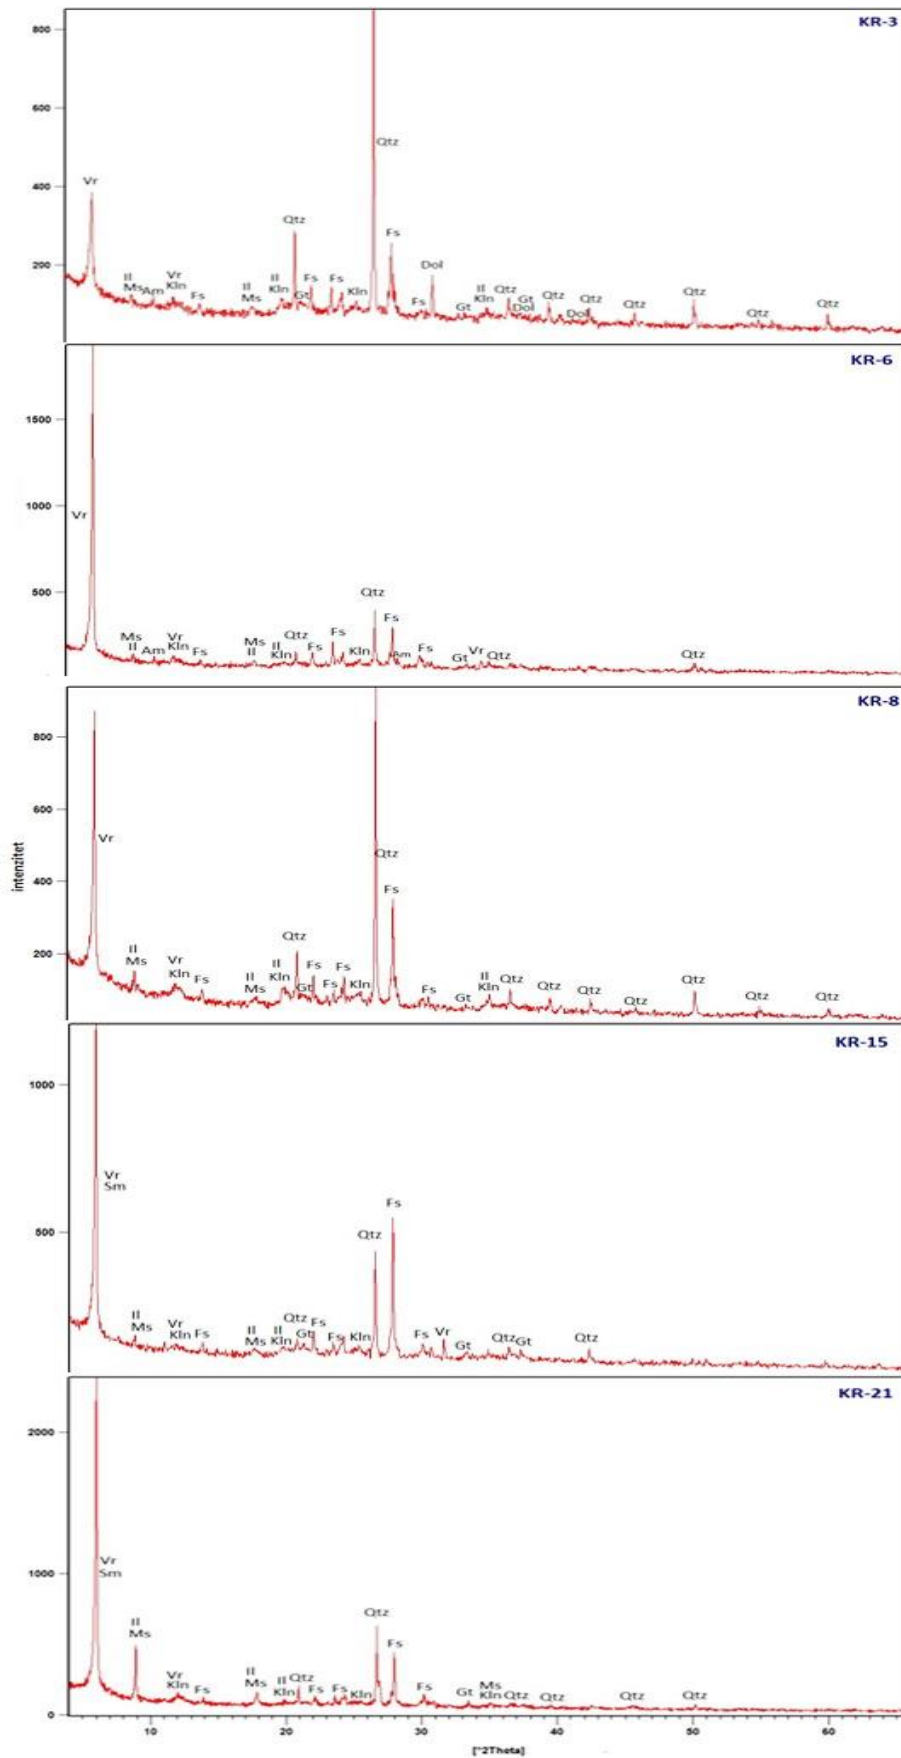 KR-3
800
600
Qtz
400
Vr
Qtz
Fs
200
Dol
Il
Ms Am
Vr
Kln
Fs
Il
Ms
Il
Kln
Gt
Fs
Fs
Kln
Fs
Gt
Il
Kln
Qtz
Gt
Dol
Qtz
Dol
Qtz
Qtz
Qtz
Qtz
Qtz
KR-6
1500
1000
Vr
500
Qtz
Fs
Ms
Il
Am
Vr
Kln
Fs
Ms
Il
Il
Kln
Qtz
Fs
Fs
Kln
Am
Fs
Gt
Vr
Qtz
Qtz
KR-8
800
600
Vr
Qtz
400
Fs
200
intenzitet
Il
Ms
Vr
Kln
Fs
Il
Ms
Il
Kln
Qtz
Gt
Fs
Fs
Fs
Kln
Fs
Gt
Il
Kln
Qtz
Qtz
Qtz
Qtz
Qtz
Qtz
Qtz
KR-15
1000
Vr
Sm
500
Fs
Qtz
Il
Ms
Vr
Kln
Fs
Il
Ms
Il
Kln
Qtz
Gt
Fs
Fs
Kln
Fs
Vr
Gt
Qtz
Gt
Qtz
KR-21
2000
1000
Vr
Sm
Qtz
Fs
Il
Ms
Vr
Kln
Fs
Il
Ms
Il
Kln
Qtz
Fs
Fs
Kln
Fs
Gt
Ms
Kln
Qtz
Qtz
Qtz
Qtz
0
10 20 30 40 50 60
[°2Theta]